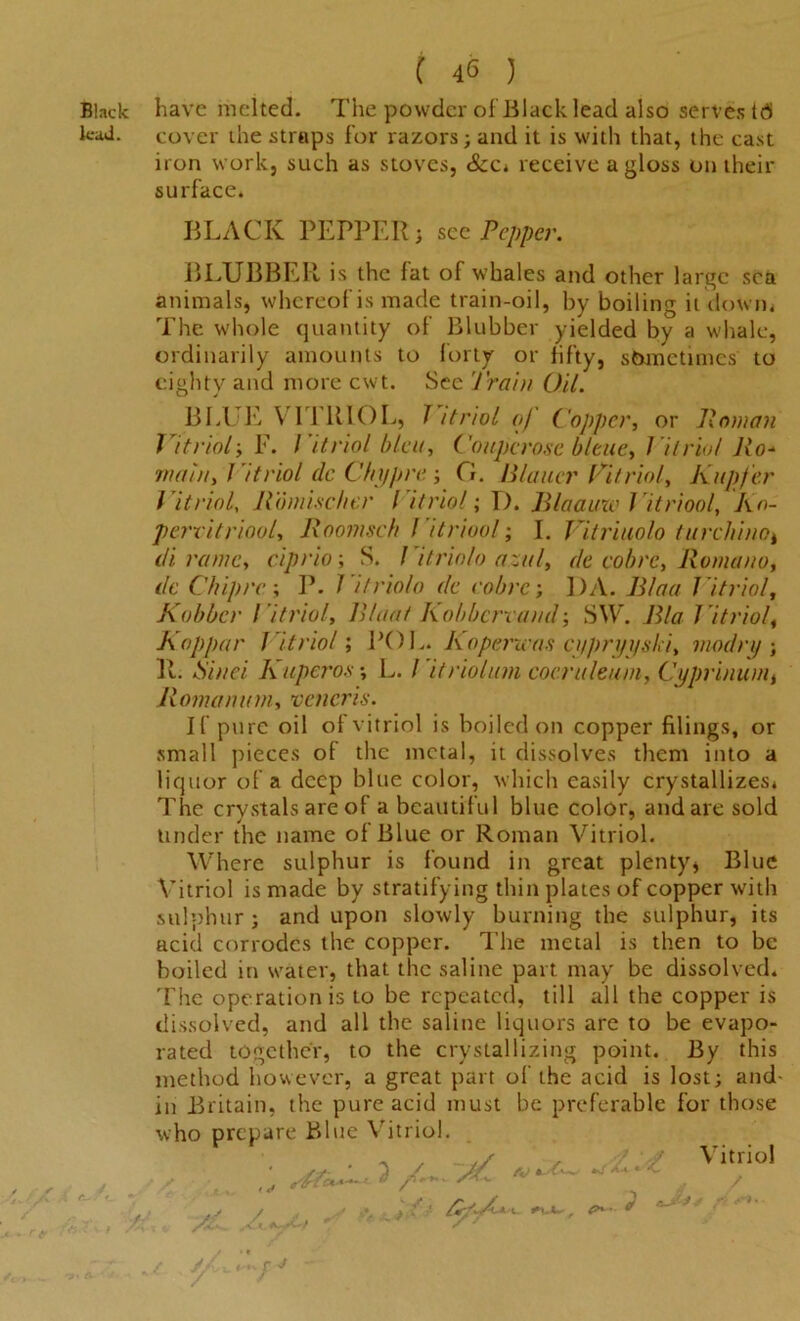 ( 46 )
Black have melted. The powder of Black lead also serves to
lead. cover the straps for razors; and it is with that, the cast
iron work, such as stoves, &c. receive a gloss on their
surface.
BLACK PEPPER; see Pepper.
BLUBBER is the fat of whales and other large sea
animals, whereof is made train-oil, by boiling it down.
The whole quantity of Blubber yielded by a whale,
ordinarily amounts to forty or fifty, sometimes to
eighty and more cwt. See Train Oil.
BLUE VITRIOL, Vitriol of Copper, or Roman
Vitriol; F. Vitriol bleu, Couperose bleue, Vitriol Ro-
main, Vitriol de Chypre; G. Blauer Vitriol, Kupfer
Vitriol, Römischer Vitriol; D. Blaauw Vitriool, Ko-
pervitriool, Roomsch Vitriool; I. Vitriuolo turchino,
di rame, ciprio; S. Vitriolo azul, de cobre, Romano,
de Chipre; P. Vitriolo de cobre; DA. Blaa Vitriol,
Kobber Vitriol, Blaat Kobbervand; SW. Bla Vitriol,
Koppar Vitriol; POL. Koperwas cypryyski, modry;
R. Sinei Kuperos; L. Vitriolum coeruleum, Cyprinum,
Romanum, veneris.
If pure oil of vitriol is boiled on copper filings, or
small pieces of the metal, it dissolves them into a
liquor of a deep blue color, which easily crystallizes.
The crystals are of a beautiful blue color, and are sold
under the name of Blue or Roman Vitriol.
Where sulphur is found in great plenty, Blue
Vitriol is made by stratifying thin plates of copper with
sulphur; and upon slowly burning the sulphur, its
acid corrodes the copper. The metal is then to be
boiled in water, that the saline part may be dissolved.
The operation is to be repeated, till all the copper is
dissolved, and all the saline liquors are to be evapo-
rated together, to the crystallizing point. By this
method however, a great part of the acid is lost; and
in Britain, the pure acid must be preferable for those
who prepare Blue Vitriol.
Vitriol